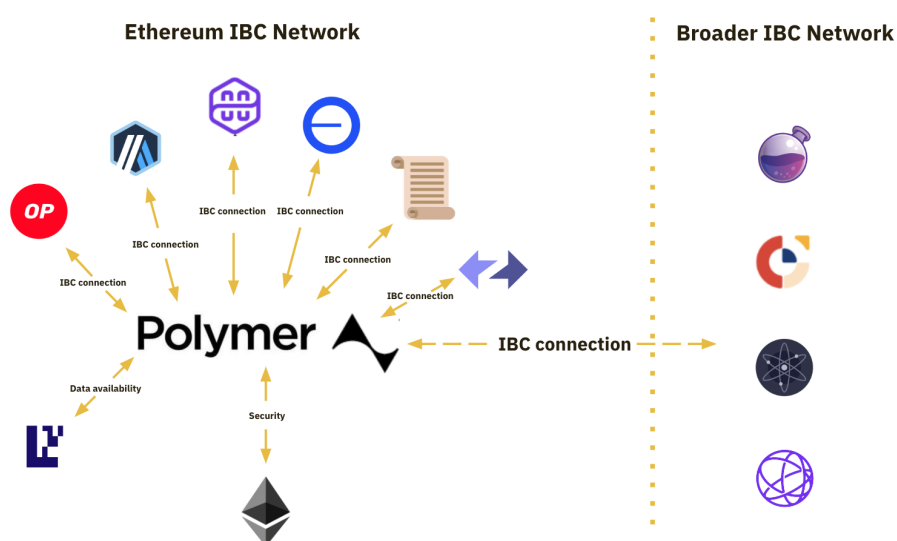 Ethereum IBC Network
Broader IBC Network
OP
IBC connection
IBC connection
IBC connection
IBC connection
IBC connection
IBC connection
Polymer
IBC connection
Data availability
Security